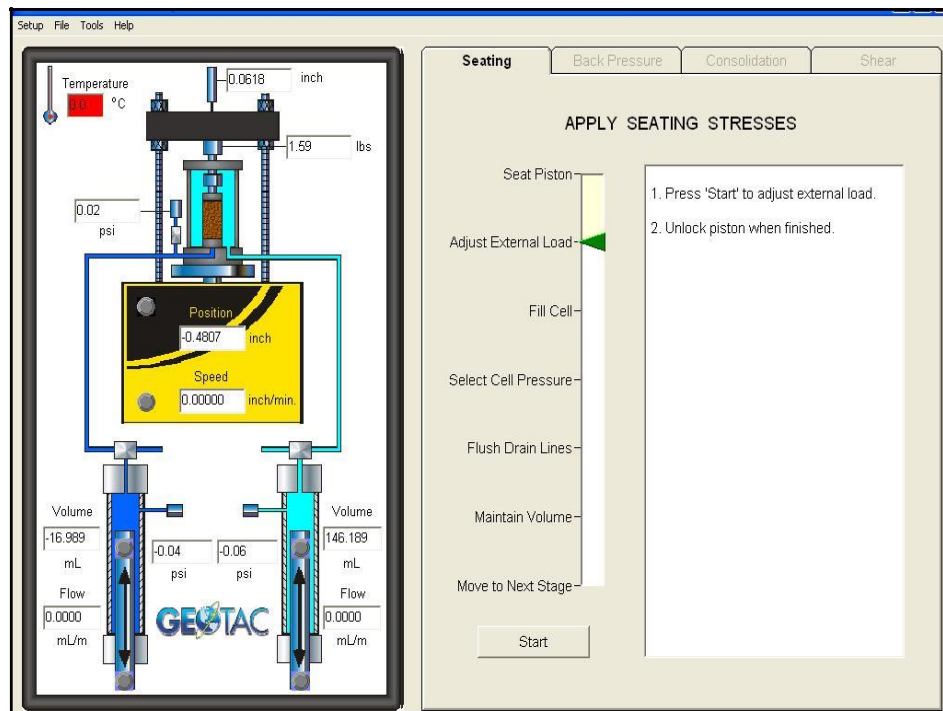 Setup File Tools Help
Temperature
0.0 °C
0.0618 inch
1.59 lbs
0.02
psi
Position
-0.4807 inch
Speed
0.00000 inch/min.
Volume
-16.989
mL
Flow
0.0000
mL/m
-0.04
psi
-0.06
psi
Volume
146.189
mL
Flow
0.0000
mL/m
GEOTAC
Seating Back Pressure Consolidation Shear
APPLY SEATING STRESSES
Seat Piston
Adjust External Load
Fill Cell
Select Cell Pressure
Flush Drain Lines
Maintain Volume
Move to Next Stage
Start
1. Press 'Start' to adjust external load.
2. Unlock piston when finished.